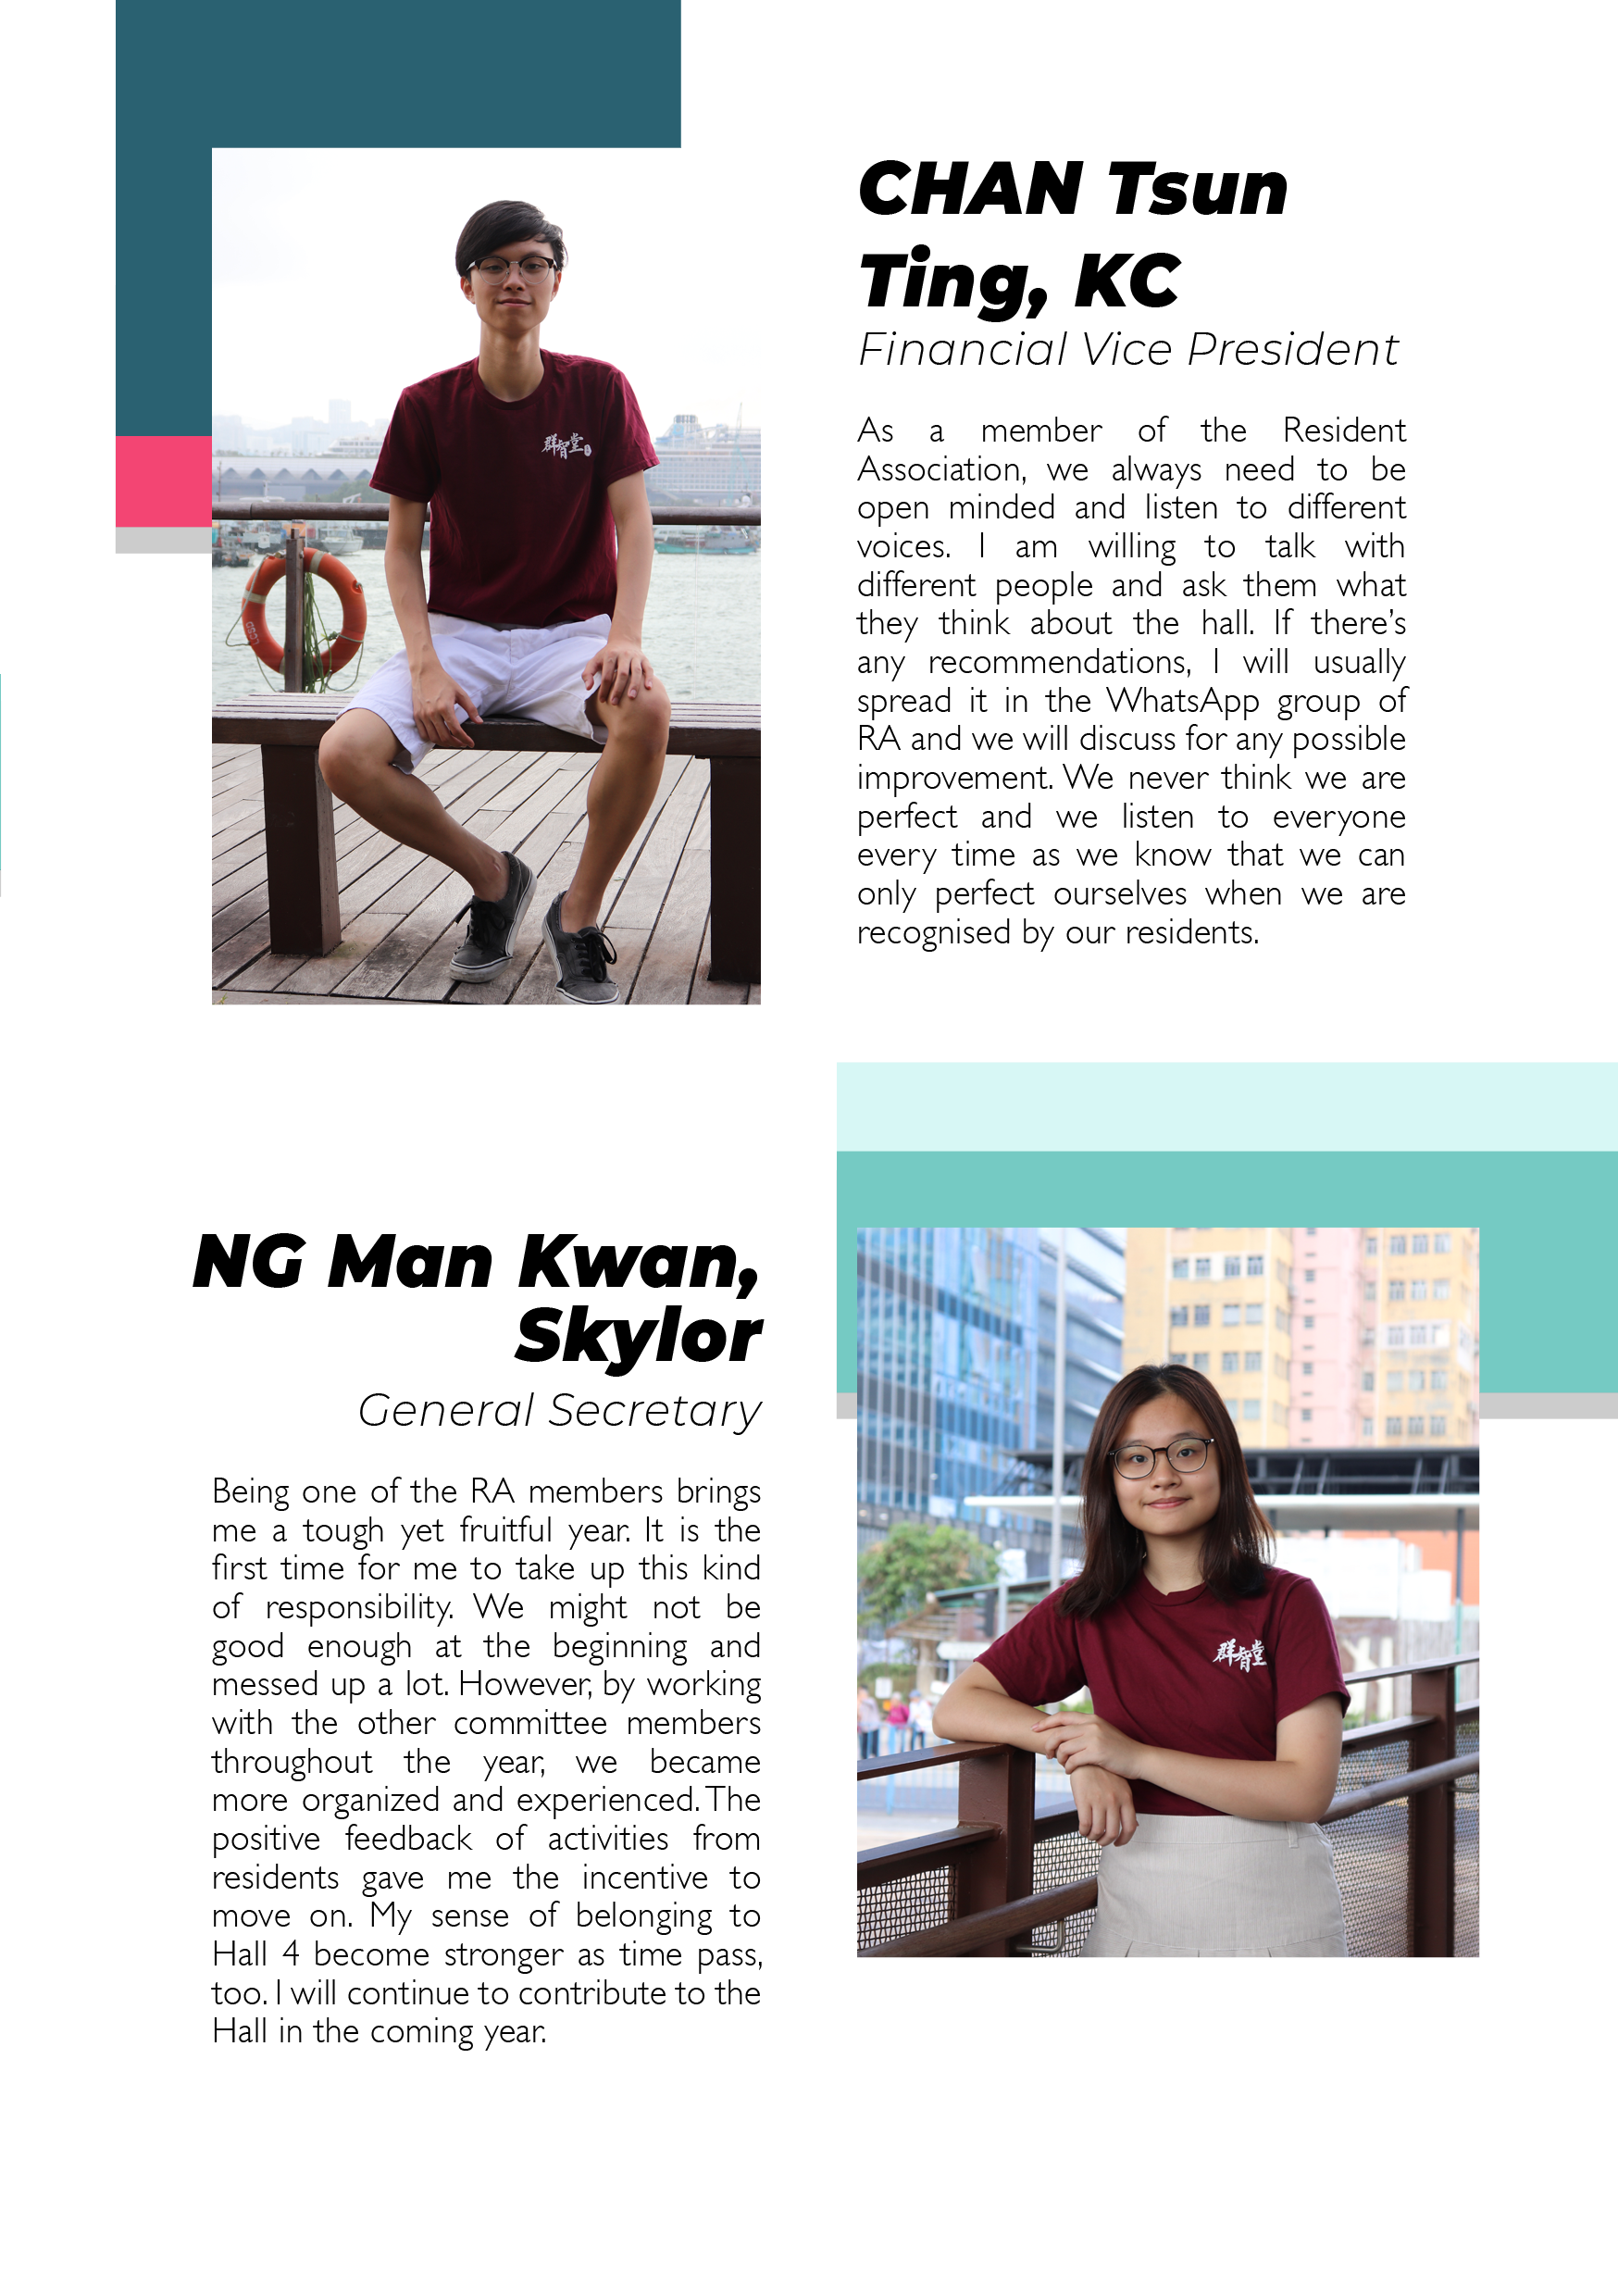 CHAN Tsun
Ting, KC
Financial Vice President
As a member of the Resident
Association, we always need to be
open minded and listen to different
voices. I am willing to talk with
different people and ask them what
they think about the hall. If there's
any recommendations, I will usually
spread it in the WhatsApp group of
RA and we will discuss for any possible
improvement. We never think we are
perfect and we listen to everyone
every time as we know that we can
only perfect ourselves when we are
recognised by our residents.
群智堂
LCSD
NG Man Kwan,
Skylor
General Secretary
Being one of the RA members brings
me a tough yet fruitful year. It is the
first time for me to take up this kind
of responsibility. We might not be
good enough at the beginning and
messed up a lot. However, by working
with the other committee members
throughout the year, we became
more organized and experienced. The
positive feedback of activities from
residents gave me the incentive to
move on. My sense of belonging to
Hall 4 become stronger as time pass,
too. I will continue to contribute to the
Hall in the coming year.
群智堂